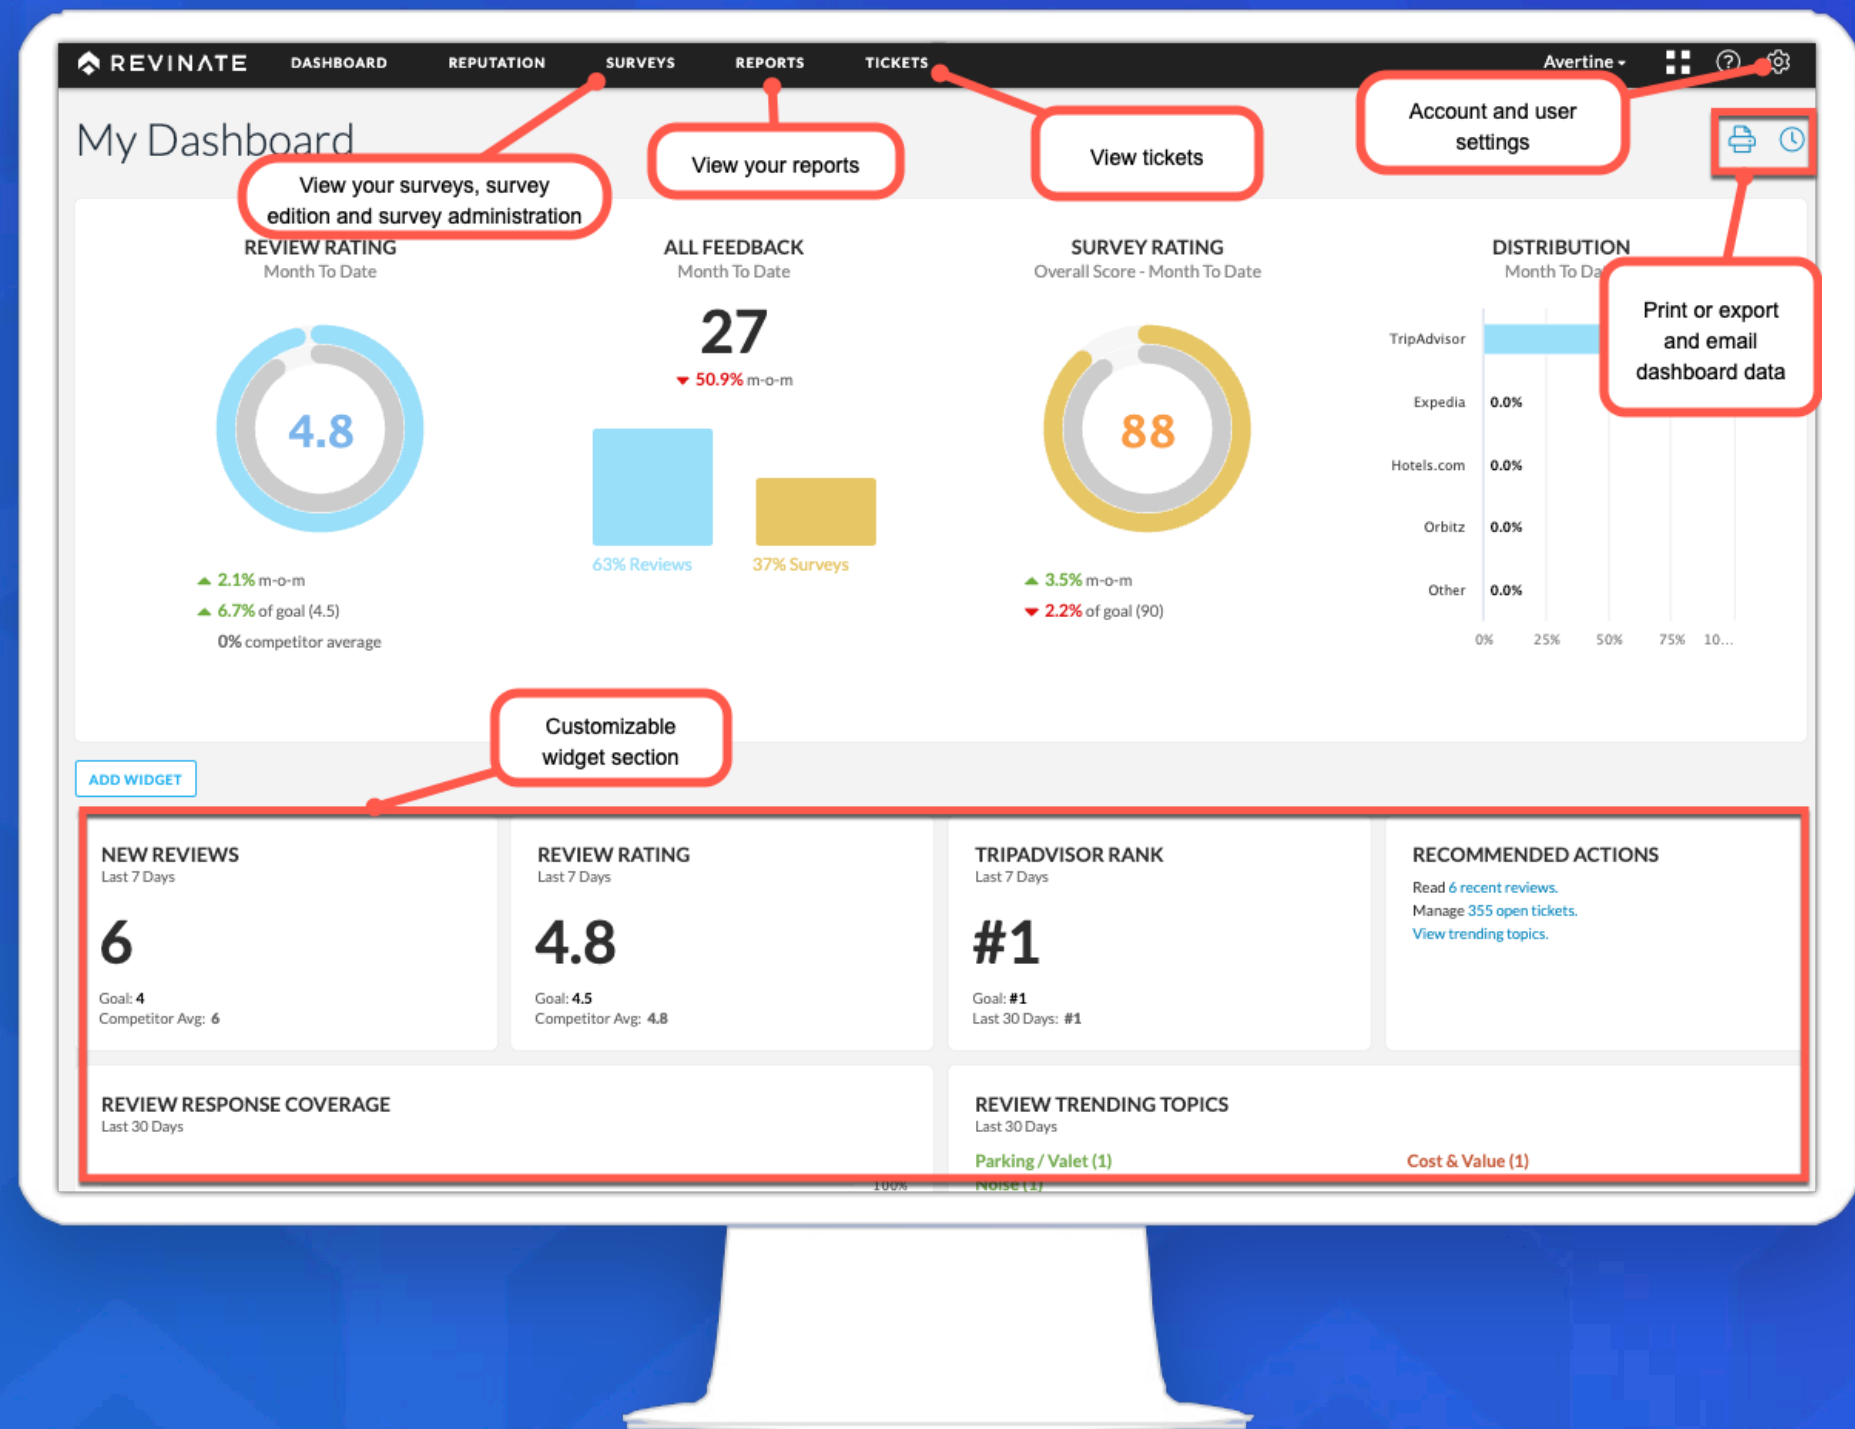 REVINATE DASHBOARD REPUTATION SURVEYS REPORTS TICKETS Avertine
My Dashboard
View your surveys, survey
edition and survey administration
View your reports
View tickets
Account and user
settings
Print or export
and email
dashboard data
REVIEW RATING
Month To Date
4.8
2.1% m-o-m
6.7% of goal (4.5)
0% competitor average
ALL FEEDBACK
Month To Date
27
50.9% m-o-m
63% Reviews
37% Surveys
SURVEY RATING
Overall Score - Month To Date
88
3.5% m-o-m
2.2% of goal (90)
DISTRIBUTION
Month To Da
TripAdvisor
Expedia 0.0%
Hotels.com 0.0%
Orbitz 0.0%
Other 0.0%
0% 25% 50% 75% 10...
Customizable
widget section
ADD WIDGET
NEW REVIEWS
Last 7 Days
6
Goal: 4
Competitor Avg: 6
REVIEW RATING
Last 7 Days
4.8
Goal: 4.5
Competitor Avg: 4.8
TRIPADVISOR RANK
Last 7 Days
#1
Goal: #1
Last 30 Days: #1
RECOMMENDED ACTIONS
Read 6 recent reviews.
Manage 355 open tickets.
View trending topics.
REVIEW RESPONSE COVERAGE
Last 30 Days
100%
REVIEW TRENDING TOPICS
Last 30 Days
Parking / Valet (1)
Noise (1)
Cost & Value (1)